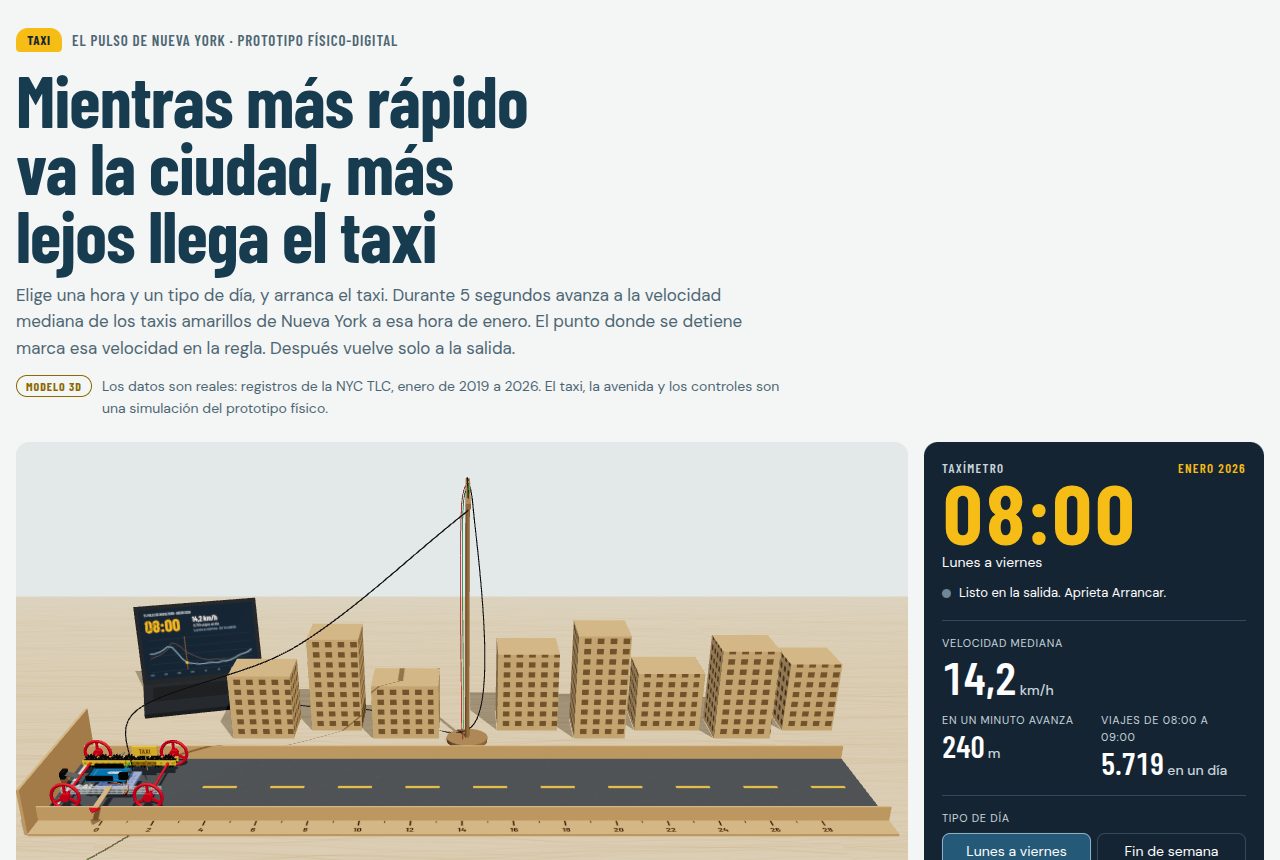 TAXI EL PULSO DE NUEVA YORK · PROTOTIPO FÍSICO-DIGITAL
Mientras más rápido
va la ciudad, más
lejos llega el taxi
Elige una hora y un tipo de día, y arranca el taxi. Durante 5 segundos avanza a la velocidad
mediana de los taxis amarillos de Nueva York a esa hora de enero. El punto donde se detiene
marca esa velocidad en la regla. Después vuelve solo a la salida.
MODELO 3D Los datos son reales: registros de la NYC TLC, enero de 2019 a 2026. El taxi, la avenida y los controles son
una simulación del prototipo físico.
08:00 14,2 km/h
TAXI
0 2 4 6 8 10 12 14 16 18 20 22 24 26 28
TAXÍMETRO ENERO 2026
08:00
Lunes a viernes
Listo en la salida. Aprieta Arrancar.
VELOCIDAD MEDIANA
14,2 km/h
EN UN MINUTO AVANZA
240 m
VIAJES DE 08:00 A
09:00
5.719 en un día
TIPO DE DÍA
Lunes a viernes Fin de semana